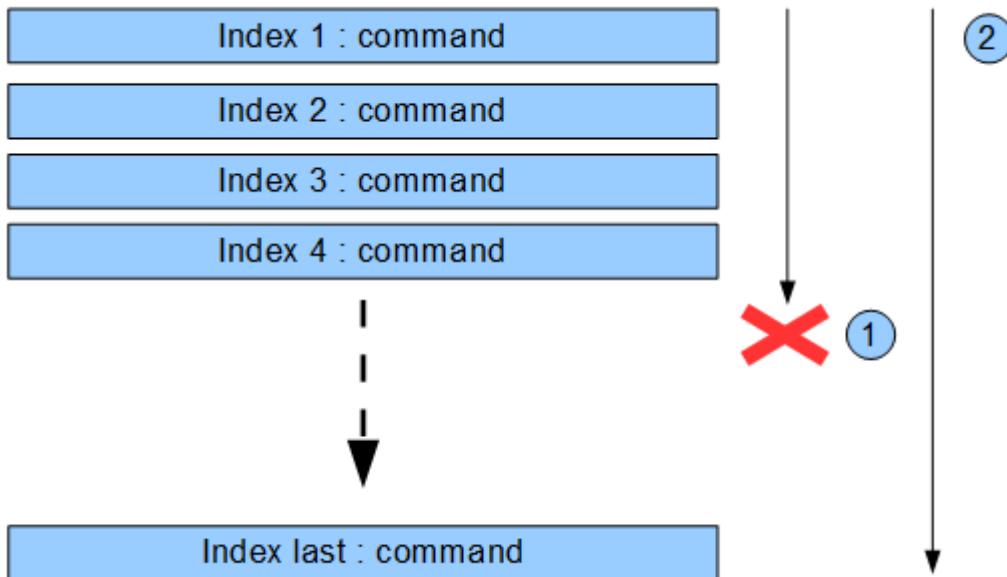 Index 1 : command
2
Index 2 : command
Index 3 : command
Index 4 : command
1
Index last : command